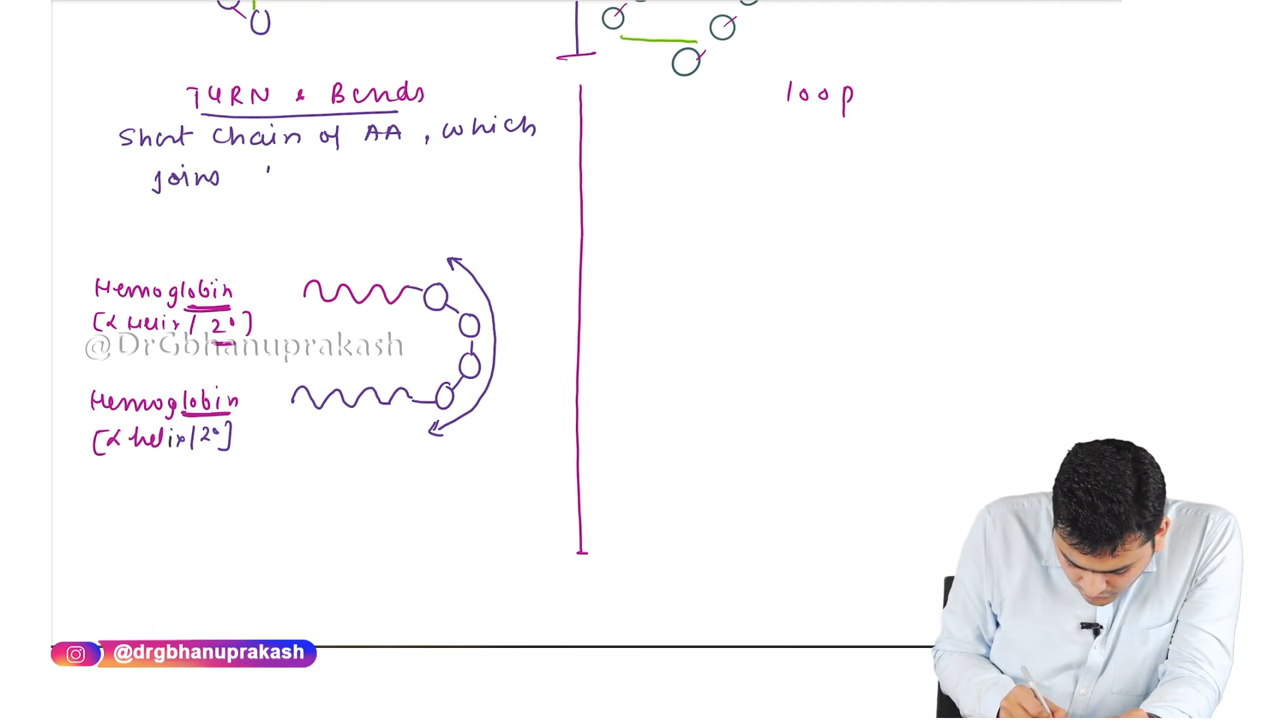 TURN & Bends
Short Chain of AA, which
joins
Hemoglobin
[α Helix / 2°]
@DrGbhanuprakash
Hemoglobin
[α helix / 2°]
loop
@drgbhanuprakash